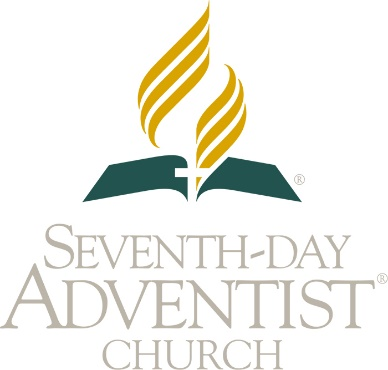 ®
SEVENTH-DAY
ADVENTIST®
CHURCH